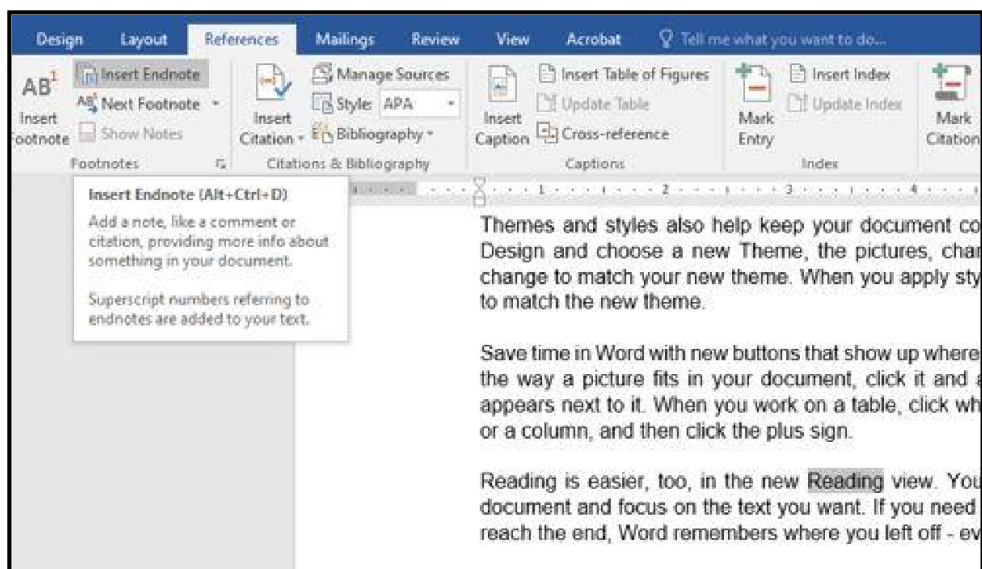 Design Layout References Mailings Review View Acrobat Tell me what you want to do...
AB1
Insert
ootnote
Insert Endnote
Next Footnote
Show Notes
Footnotes
Insert
Citation
Manage Sources
Style: APA
Bibliography
Citations & Bibliography
Insert
Caption
Insert Table of Figures
Update Table
Cross-reference
Captions
Mark
Entry
Insert Index
Update Index
Index
Mark
Citation
Insert Endnote (Alt+Ctrl+D)
Add a note, like a comment or
citation, providing more info about
something in your document.
Superscript numbers referring to
endnotes are added to your text.
1 2 3 4
Themes and styles also help keep your document co
Design and choose a new Theme, the pictures, char
change to match your new theme. When you apply sty
to match the new theme.
Save time in Word with new buttons that show up where
the way a picture fits in your document, click it and a
appears next to it. When you work on a table, click wh
or a column, and then click the plus sign.
Reading is easier, too, in the new Reading view. You
document and focus on the text you want. If you need
reach the end, Word remembers where you left off - ev